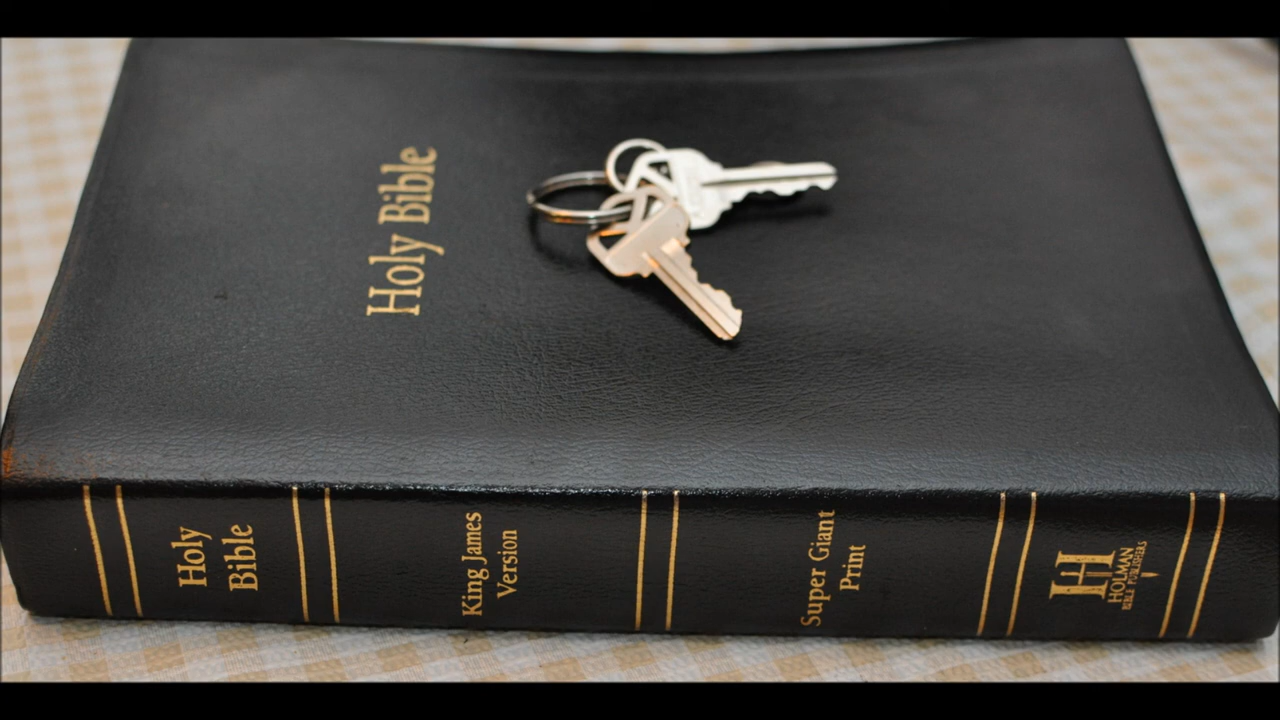 Holy Bible
Holy
Bible
King James
Version
Super Giant
Print
HOLMAN
BIBLE PUBLISHERS